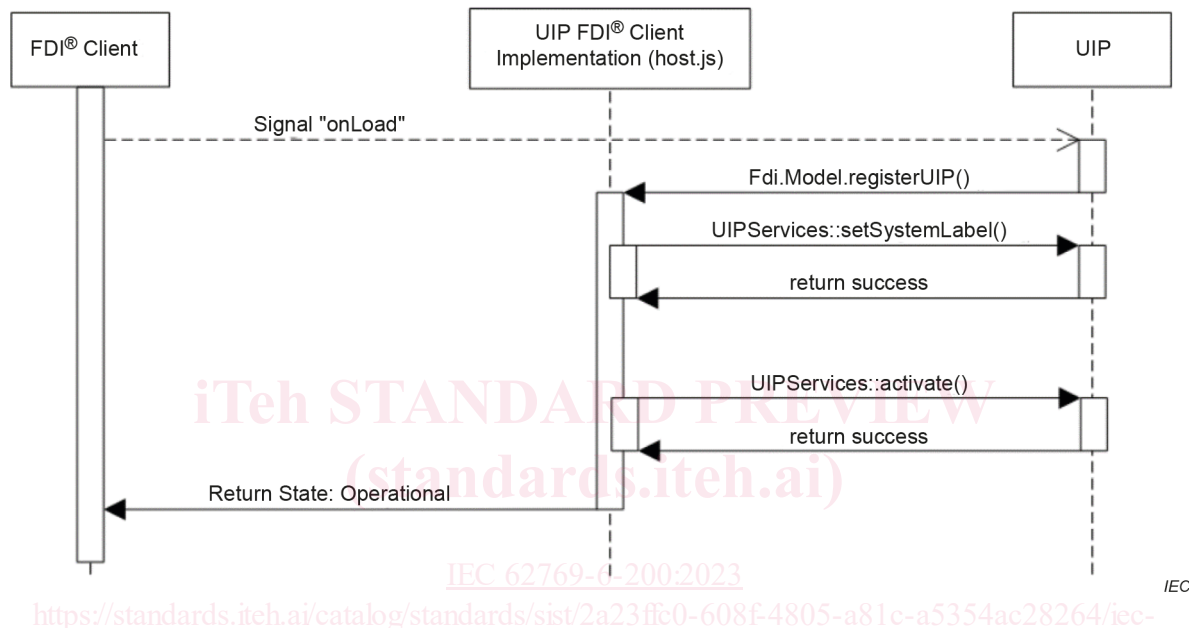 FDI® Client
UIP FDI® Client
Implementation (host.js)
UIP
Signal "onLoad"
Fdi.Model.registerUIP()
UIPServices::setSystemLabel()
return success
iTeh STANDARD PREVIEW
UIPServices::activate()
return success
(standards.iteh.ai)
Return State: Operational
IEC 62769-6-200:2023
IEC
https://standards.iteh.ai/catalog/standards/sist/2a23ffc0-608f-4805-a81c-a5354ac28264/iec-